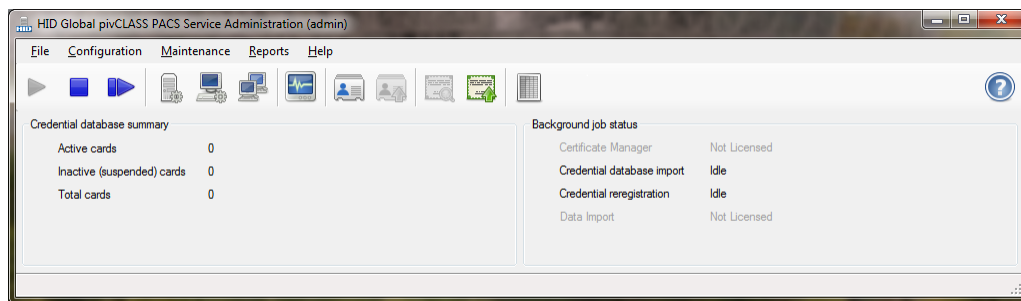 HID Global pivCLASS PACS Service Administration (admin)
File Configuration Maintenance Reports Help
Credential database summary
Active cards 0
Inactive (suspended) cards 0
Total cards 0
Background job status
Certificate Manager Not Licensed
Credential database import Idle
Credential reregistration Idle
Data Import Not Licensed